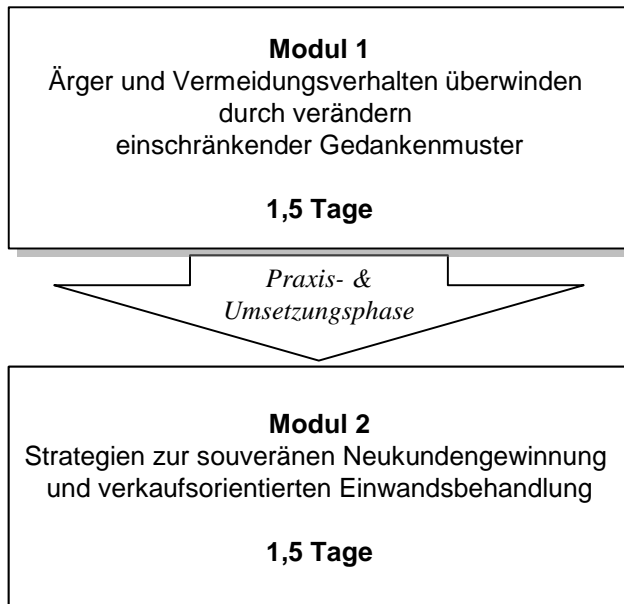 Modul 1
Ärger und Vermeidungsverhalten überwinden
durch verändern
einschränkender Gedankenmuster
1,5 Tage
Praxis- &
Umsetzungsphase
Modul 2
Strategien zur souveränen Neukundengewinnung
und verkaufsorientierten Einwandsbehandlung
1,5 Tage